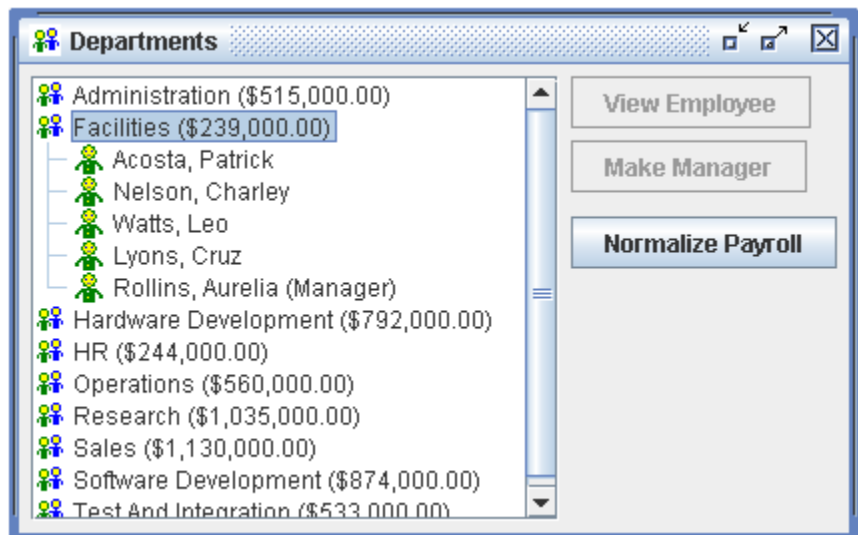 Departments
Administration ($515,000.00)
Facilities ($239,000.00)
Acosta, Patrick
Nelson, Charley
Watts, Leo
Lyons, Cruz
Rollins, Aurelia (Manager)
Hardware Development ($792,000.00)
HR ($244,000.00)
Operations ($560,000.00)
Research ($1,035,000.00)
Sales ($1,130,000.00)
Software Development ($874,000.00)
Test And Integration ($533,000.00)
View Employee
Make Manager
Normalize Payroll